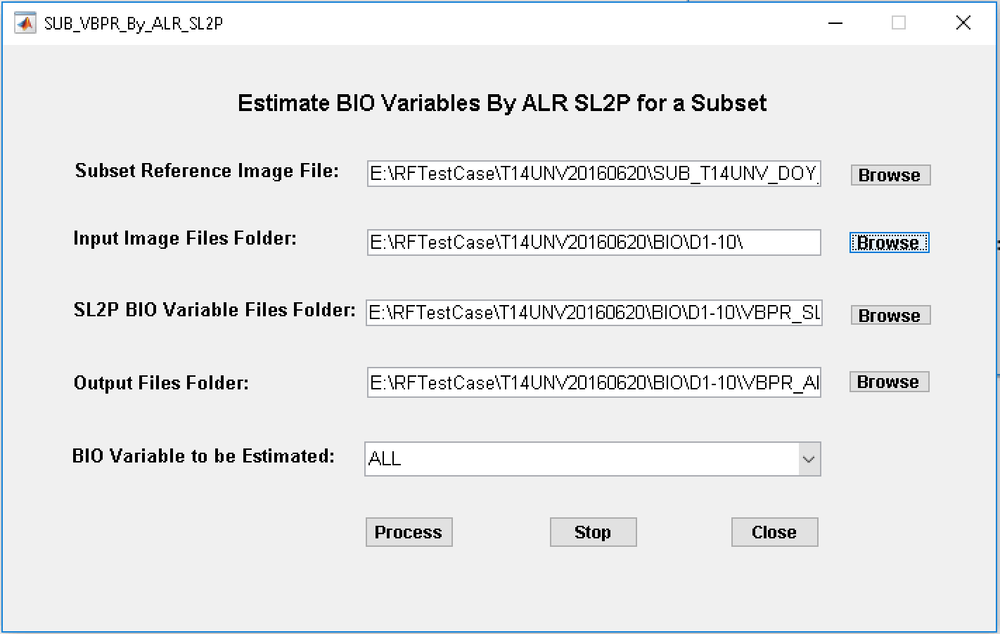 SUB_VBPR_By_ALR_SL2P
Estimate BIO Variables By ALR SL2P for a Subset
Subset Reference Image File: E:\RFTestCase\T14UNV20160620\SUB_T14UNV_DOY_ Browse
Input Image Files Folder: E:\RFTestCase\T14UNV20160620\BIO\D1-10\ Browse
SL2P BIO Variable Files Folder: E:\RFTestCase\T14UNV20160620\BIO\D1-10\VBPR_SL Browse
Output Files Folder: E:\RFTestCase\T14UNV20160620\BIO\D1-10\VBPR_Al Browse
BIO Variable to be Estimated: ALL
Process Stop Close